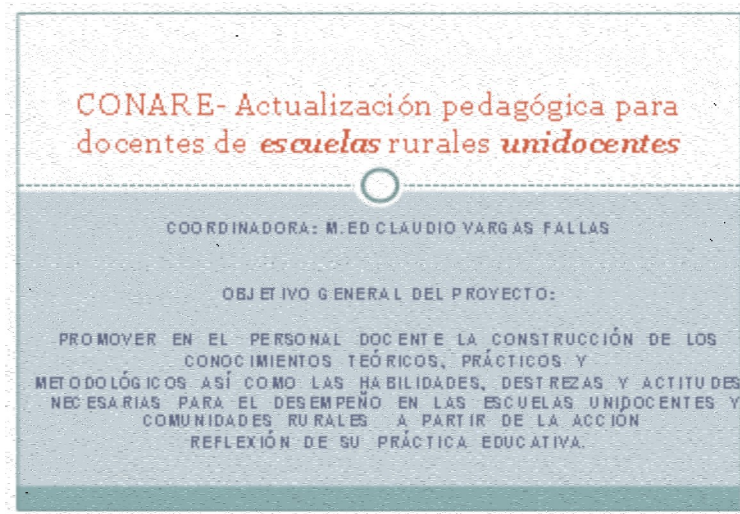 CONARE- Actualización pedagógica para
docentes de escuelas rurales unidocentes
COORDINADORA: M.ED CLAUDIO VARGAS FALLAS
OBJETIVO GENERAL DEL PROYECTO:
PROMOVER EN EL PERSONAL DOCENTE LA CONSTRUCCIÓN DE LOS
CONOCIMIENTOS TEÓRICOS, PRÁCTICOS Y
METODOLÓGICOS ASÍ COMO LAS HABILIDADES, DESTREZAS Y ACTITUDES
NECESARIAS PARA EL DESEMPEÑO EN LAS ESCUELAS UNIDOCENTES Y
COMUNIDADES RURALES A PARTIR DE LA ACCIÓN
REFLEXIÓN DE SU PRÁCTICA EDUCATIVA.